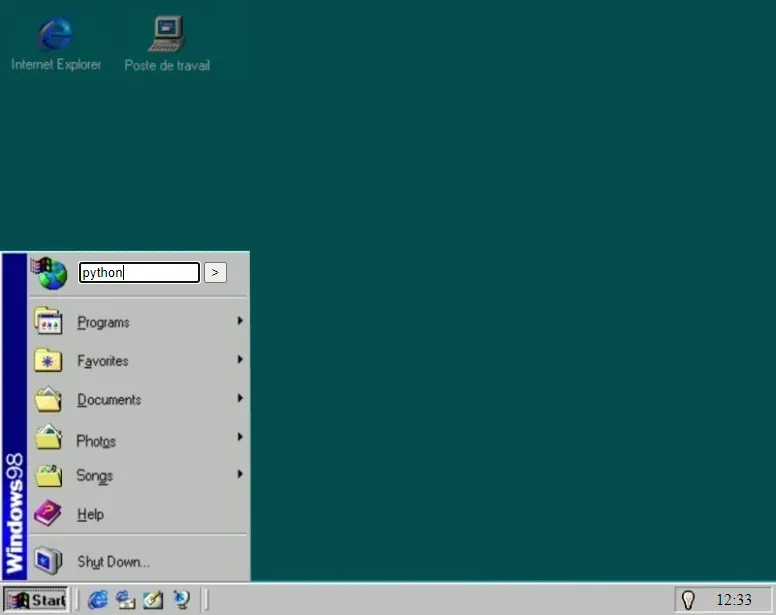 Internet Explorer
Poste de travail
python
>
Programs
Favorites
Documents
Photos
Songs
Help
Shut Down...
Windows98
Start
12:33